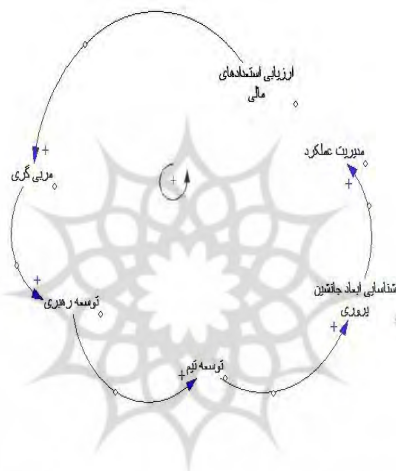 ارزیابی استعدادهای
مالی
مدیریت عملکرد
+
+
مربی گری
+
شناسایی ابعاد جانشین
پروری
+
توسعه رهبری
+
توسعه تیم
+